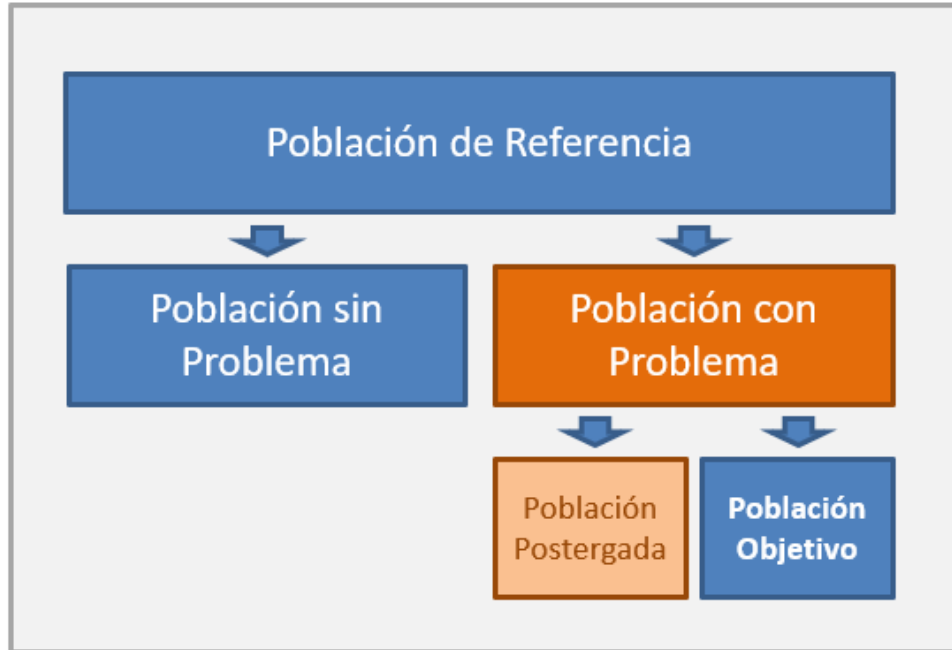 Población de Referencia
Población sin
Problema
Población con
Problema
Población
Postergada
Población
Objetivo